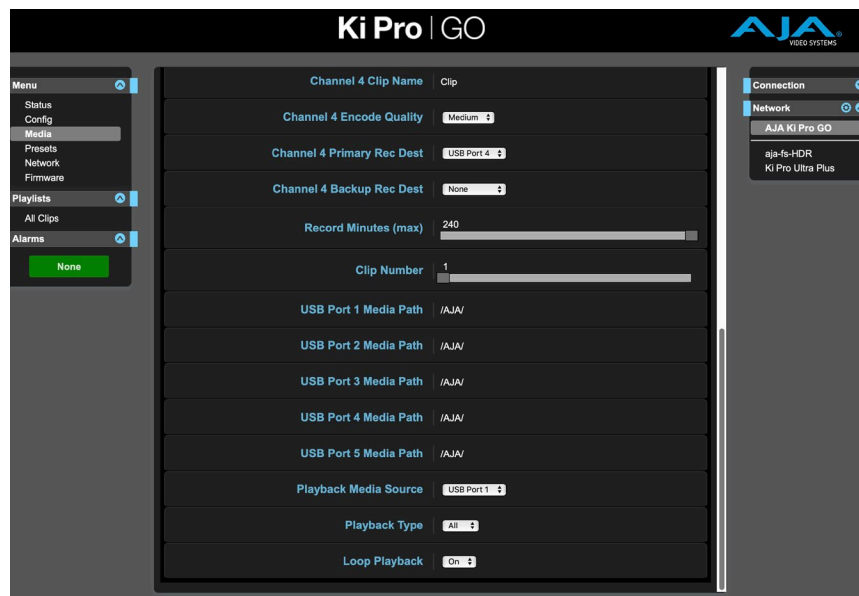 Ki Pro | GO
AJA
VIDEO SYSTEMS
Menu
Status
Config
Media
Presets
Network
Firmware
Playlists
All Clips
Alarms
None
Channel 4 Clip Name Clip
Channel 4 Encode Quality Medium
Channel 4 Primary Rec Dest USB Port 4
Channel 4 Backup Rec Dest None
Record Minutes (max) 240
Clip Number 1
USB Port 1 Media Path /AJA/
USB Port 2 Media Path /AJA/
USB Port 3 Media Path /AJA/
USB Port 4 Media Path /AJA/
USB Port 5 Media Path /AJA/
Playback Media Source USB Port 1
Playback Type All
Loop Playback On
Connection
Network
AJA Ki Pro GO
aja-fs-HDR
Ki Pro Ultra Plus